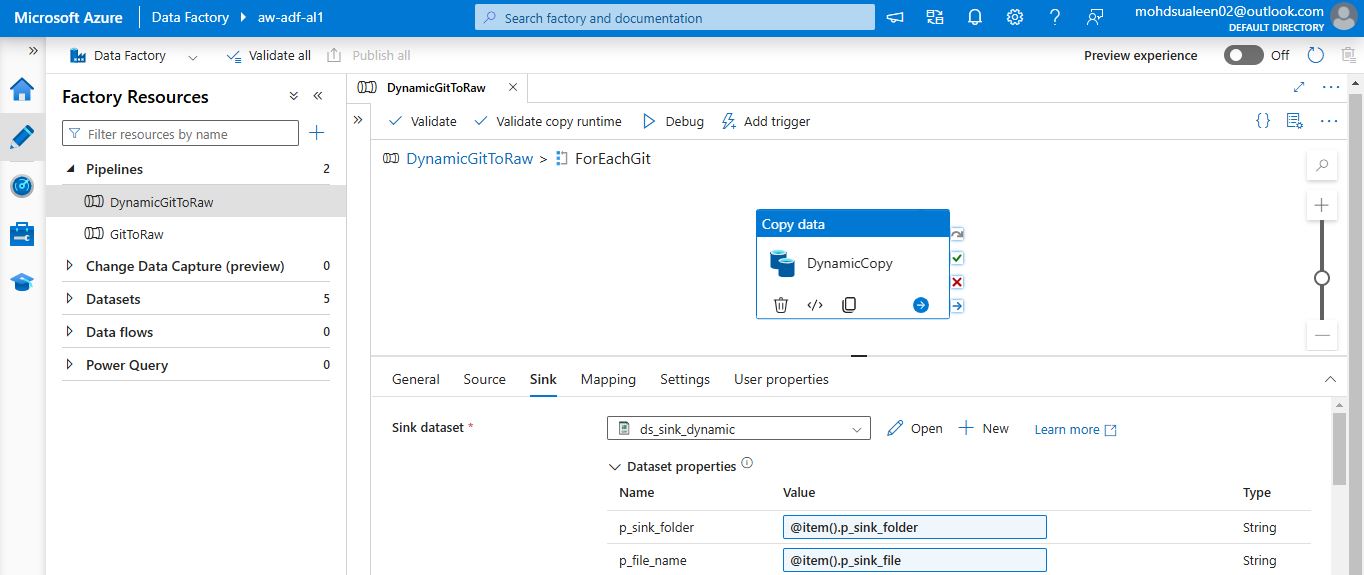 Microsoft Azure Data Factory aw-adf-al1 Search factory and documentation mohdsualeen02@outlook.com
DEFAULT DIRECTORY
Data Factory Validate all Publish all Preview experience Off
Factory Resources
Filter resources by name
Pipelines 2
DynamicGitToRaw
GitToRaw
Change Data Capture (preview) 0
Datasets 5
Data flows 0
Power Query 0
DynamicGitToRaw
Validate Validate copy runtime Debug Add trigger
DynamicGitToRaw > ForEachGit
Copy data
DynamicCopy
General Source Sink Mapping Settings User properties
Sink dataset * ds_sink_dynamic Open New Learn more
Dataset properties
Name Value Type
p_sink_folder @item().p_sink_folder String
p_file_name @item().p_sink_file String